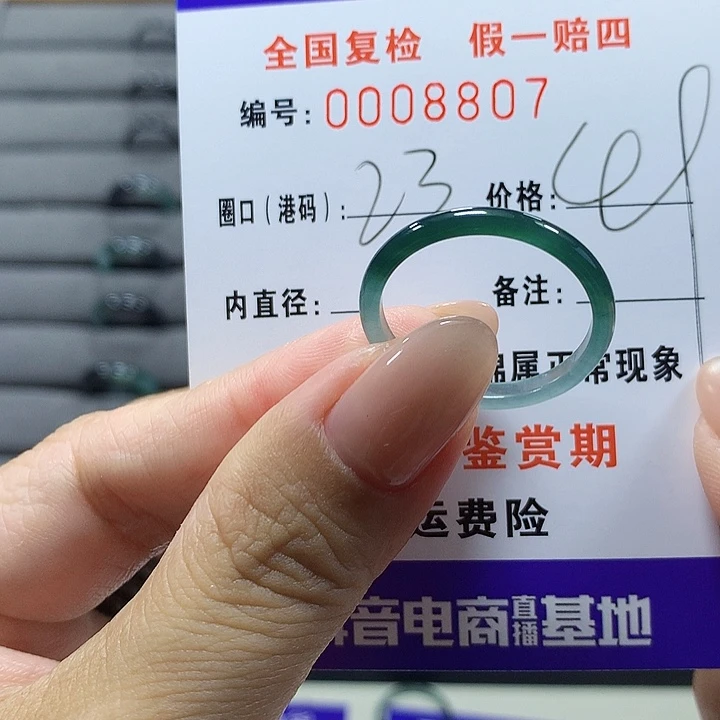 全国复检 假一赔四
编号: 0008807
圈口(港码): 23 价格:
内直径: 备注:
属正常现象
鉴赏期
运费险
音电商直播基地